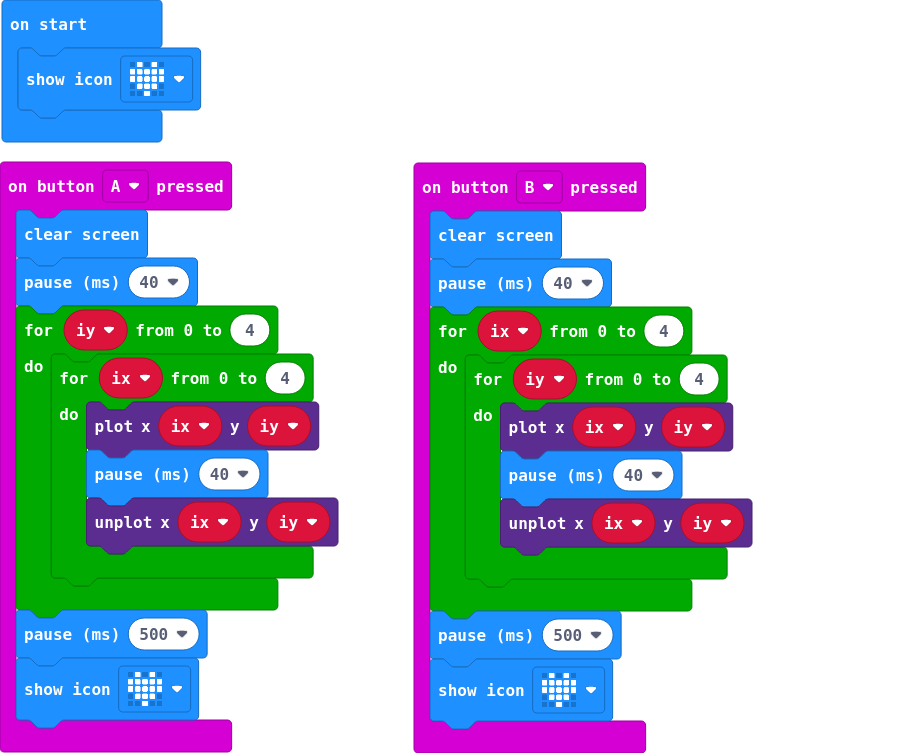 on start
show icon
on button A pressed
clear screen
pause (ms) 40
for iy from 0 to 4
do
for ix from 0 to 4
do
plot x ix y iy
pause (ms) 40
unplot x ix y iy
pause (ms) 500
show icon
on button B pressed
clear screen
pause (ms) 40
for ix from 0 to 4
do
for iy from 0 to 4
do
plot x ix y iy
pause (ms) 40
unplot x ix y iy
pause (ms) 500
show icon